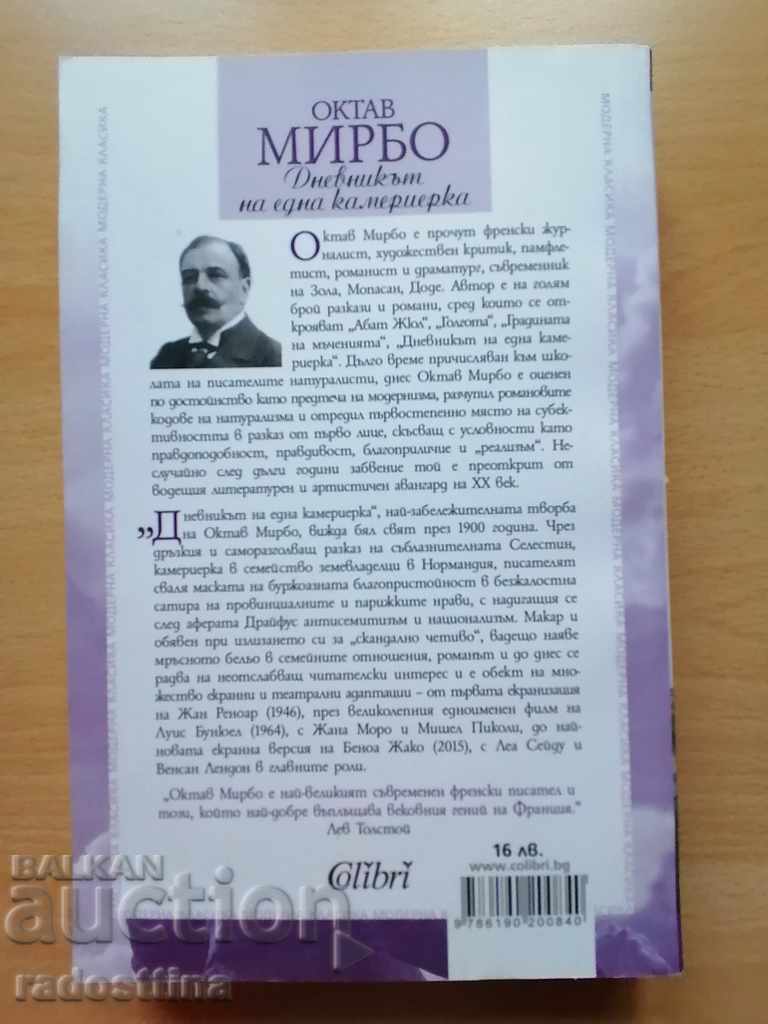 ОКТАВ
МИРБО
Дневникът
на една камериерка
Октав Мирбо е прочут френски жур-
налист, художествен критик, памфле-
тист, романист и драматург, съвременник
на Зола, Мопасан, Доде. Автор е на голям
брой разкази и романи, сред които се от-
крояват „Абат Жюл“, „Голгота“, „Градината
на мъченията“, „Дневникът на една каме-
риерка“. Дълго време причисляван към шко-
лата на писателите натуралисти, днес Октав Мирбо е оценен
по достойнство като предтеча на модернизма, разчупил романовите
кодове на натурализма и отредил първостепенно място на субек-
тивността в разказ от първо лице, скъсващ с условности като
правдоподобност, правдивост, благоприличие и „реализъм“. Не-
случайно след дълги години забвение той е преоткрит от
водещия литературен и артистичен авангард на XX век.
„Дневникът на една камериерка“, най-забележителната творба
на Октав Мирбо, вижда бял свят през 1900 година. Чрез
дръзкия и саморазголващ разказ на съблазнителната Селестин,
камериерка в семейство земевладелци в Нормандия, писателят
сваля маската на буржоазната благопристойност в безжалостна
сатира на провинциалните и парижките нрави, с надигащия се
след аферата Драйфус антисемитизъм и национализъм. Макар и
обявен при излизането си за „скандално четиво“, вадещо наяве
мръсното бельо в семейните отношения, романът и до днес се
радва на неотслабващ читателски интерес и е обект на мно-
жество екранни и театрални адаптации – от първата екранизация
на Жан Реноар (1946), през великолепния едноименен филм на
Луис Бунюел (1964), с Жана Моро и Мишел Пиколи, до най-
новата екранна версия на Беноа Жако (2015), с Леа Сейду и
Венсан Лендон в главните роли.
„Октав Мирбо е най-великият съвременен френски писател и
този, който най-добре въплъщава вековния гений на Франция.“
Лев Толстой
16 лв.
www.colibri.bg
Colibri
9 786190 200840
МОДЕРНА КЛАСИКА
BALKAN
auction
radosttina